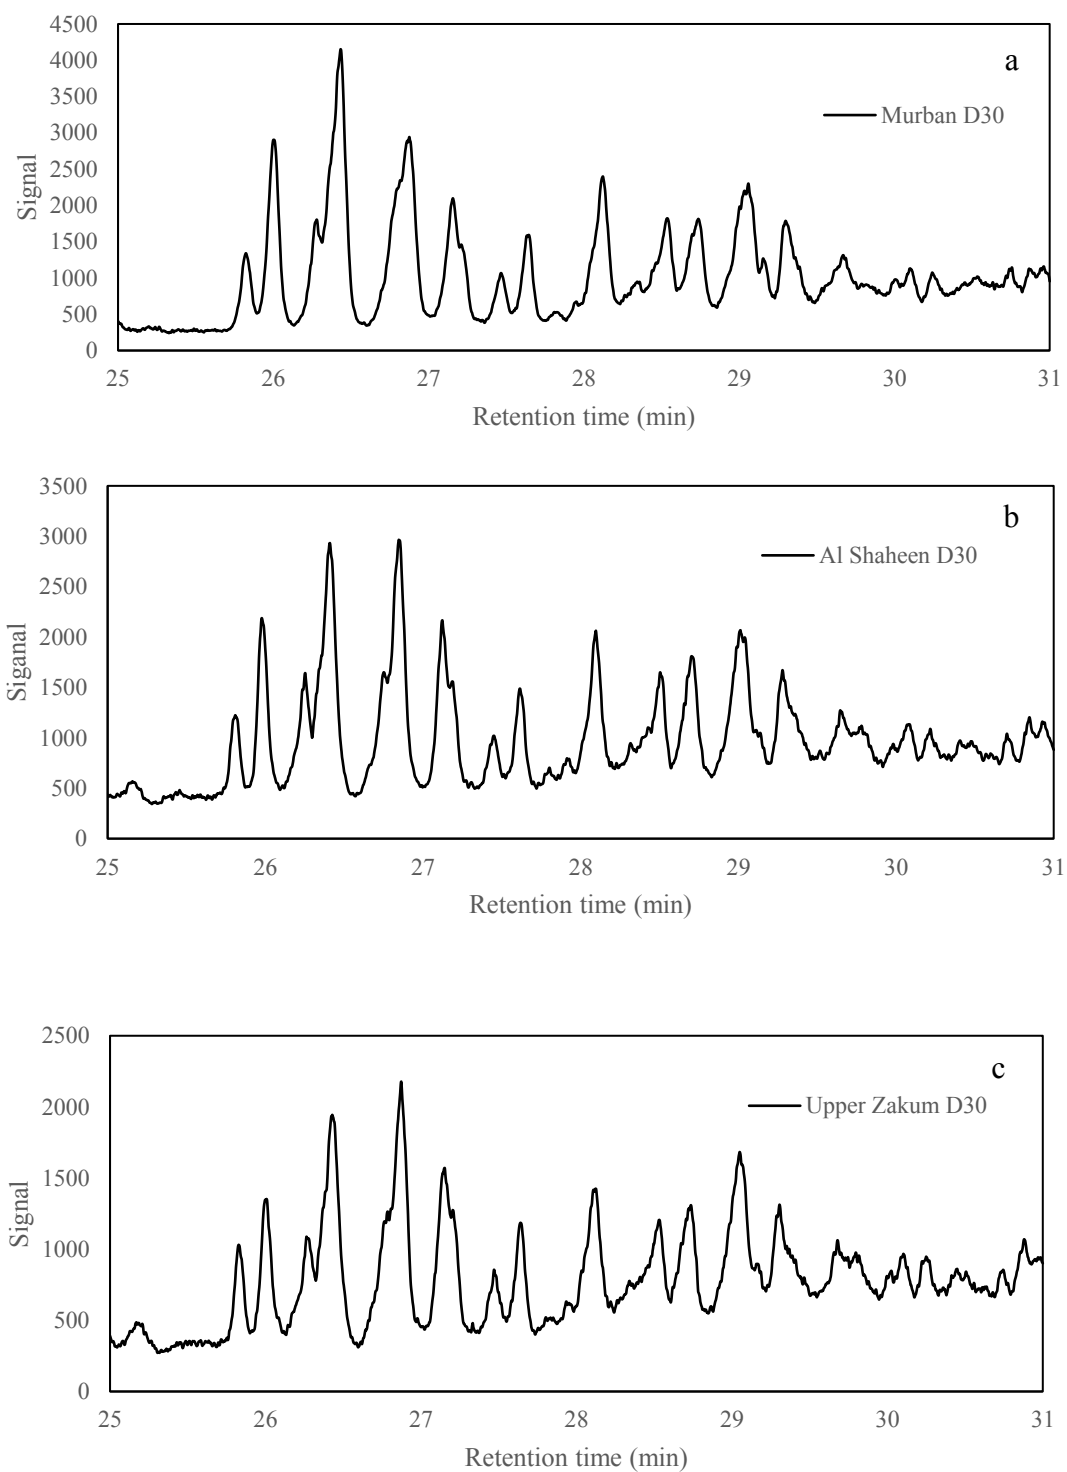 4500
4000
3500
3000
2500
2000
1500
1000
500
0
Signal
a
Murban D30
25 26 27 28 29 30 31
Retention time (min)
3500
3000
2500
2000
1500
1000
500
0
Siganal
b
Al Shaheen D30
25 26 27 28 29 30 31
Retention time (min)
2500
2000
1500
1000
500
0
Signal
c
Upper Zakum D30
25 26 27 28 29 30 31
Retention time (min)